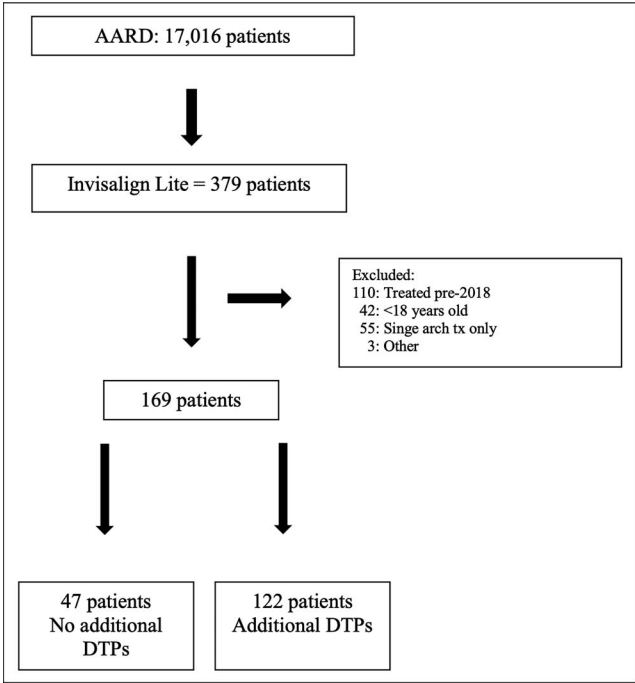 AARD: 17,016 patients
Invisalign Lite = 379 patients
Excluded:
110: Treated pre-2018
42: <18 years old
55: Singe arch tx only
3: Other
169 patients
47 patients
No additional
DTPs
122 patients
Additional DTPs